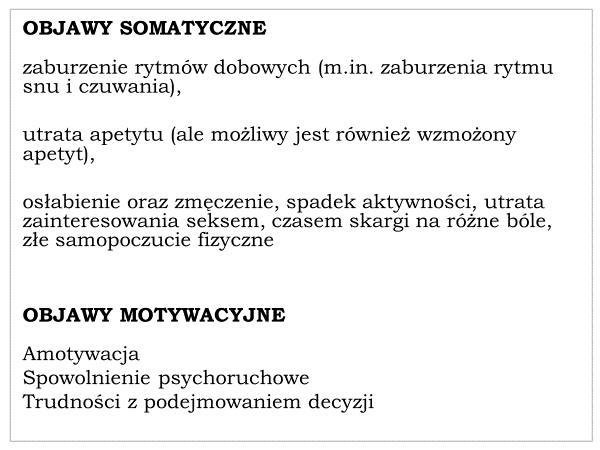 OBJAWY SOMATYCZNE
zaburzenie rytmów dobowych (m.in. zaburzenia rytmu
snu i czuwania),
utrata apetytu (ale możliwy jest również wzmożony
apetyt),
osłabienie oraz zmęczenie, spadek aktywności, utrata
zainteresowania seksem, czasem skargi na różne bóle,
złe samopoczucie fizyczne
OBJAWY MOTYWACYJNE
Amotywacja
Spowolnienie psychoruchowe
Trudności z podejmowaniem decyzji